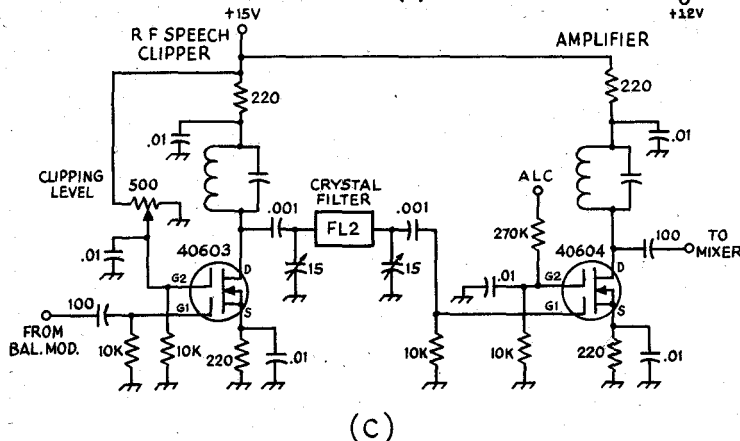 +12V
+15V
R F SPEECH
CLIPPER
AMPLIFIER
220
220
.01
.01
CLIPPING
LEVEL
500
CRYSTAL
FILTER
ALC
.001
FL2
.001
270K
40603
40604
100
TO
MIXER
.01
15
15
D
G2
G1
S
.01
D
G2
G1
S
100
FROM
BAL. MOD.
10K
10K
220
.01
10K
10K
220
.01
(C)